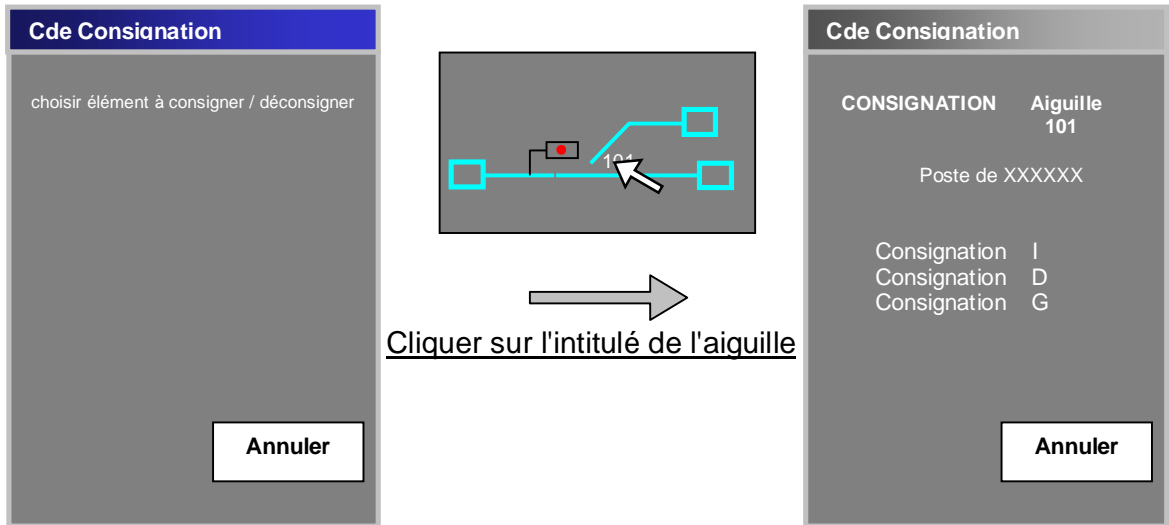 Cde Consignation
choisir élément à consigner / déconsigner
Annuler
101
Cliquer sur l'intitulé de l'aiguille
Cde Consignation
CONSIGNATION Aiguille
101
Poste de XXXXXX
Consignation I
Consignation D
Consignation G
Annuler